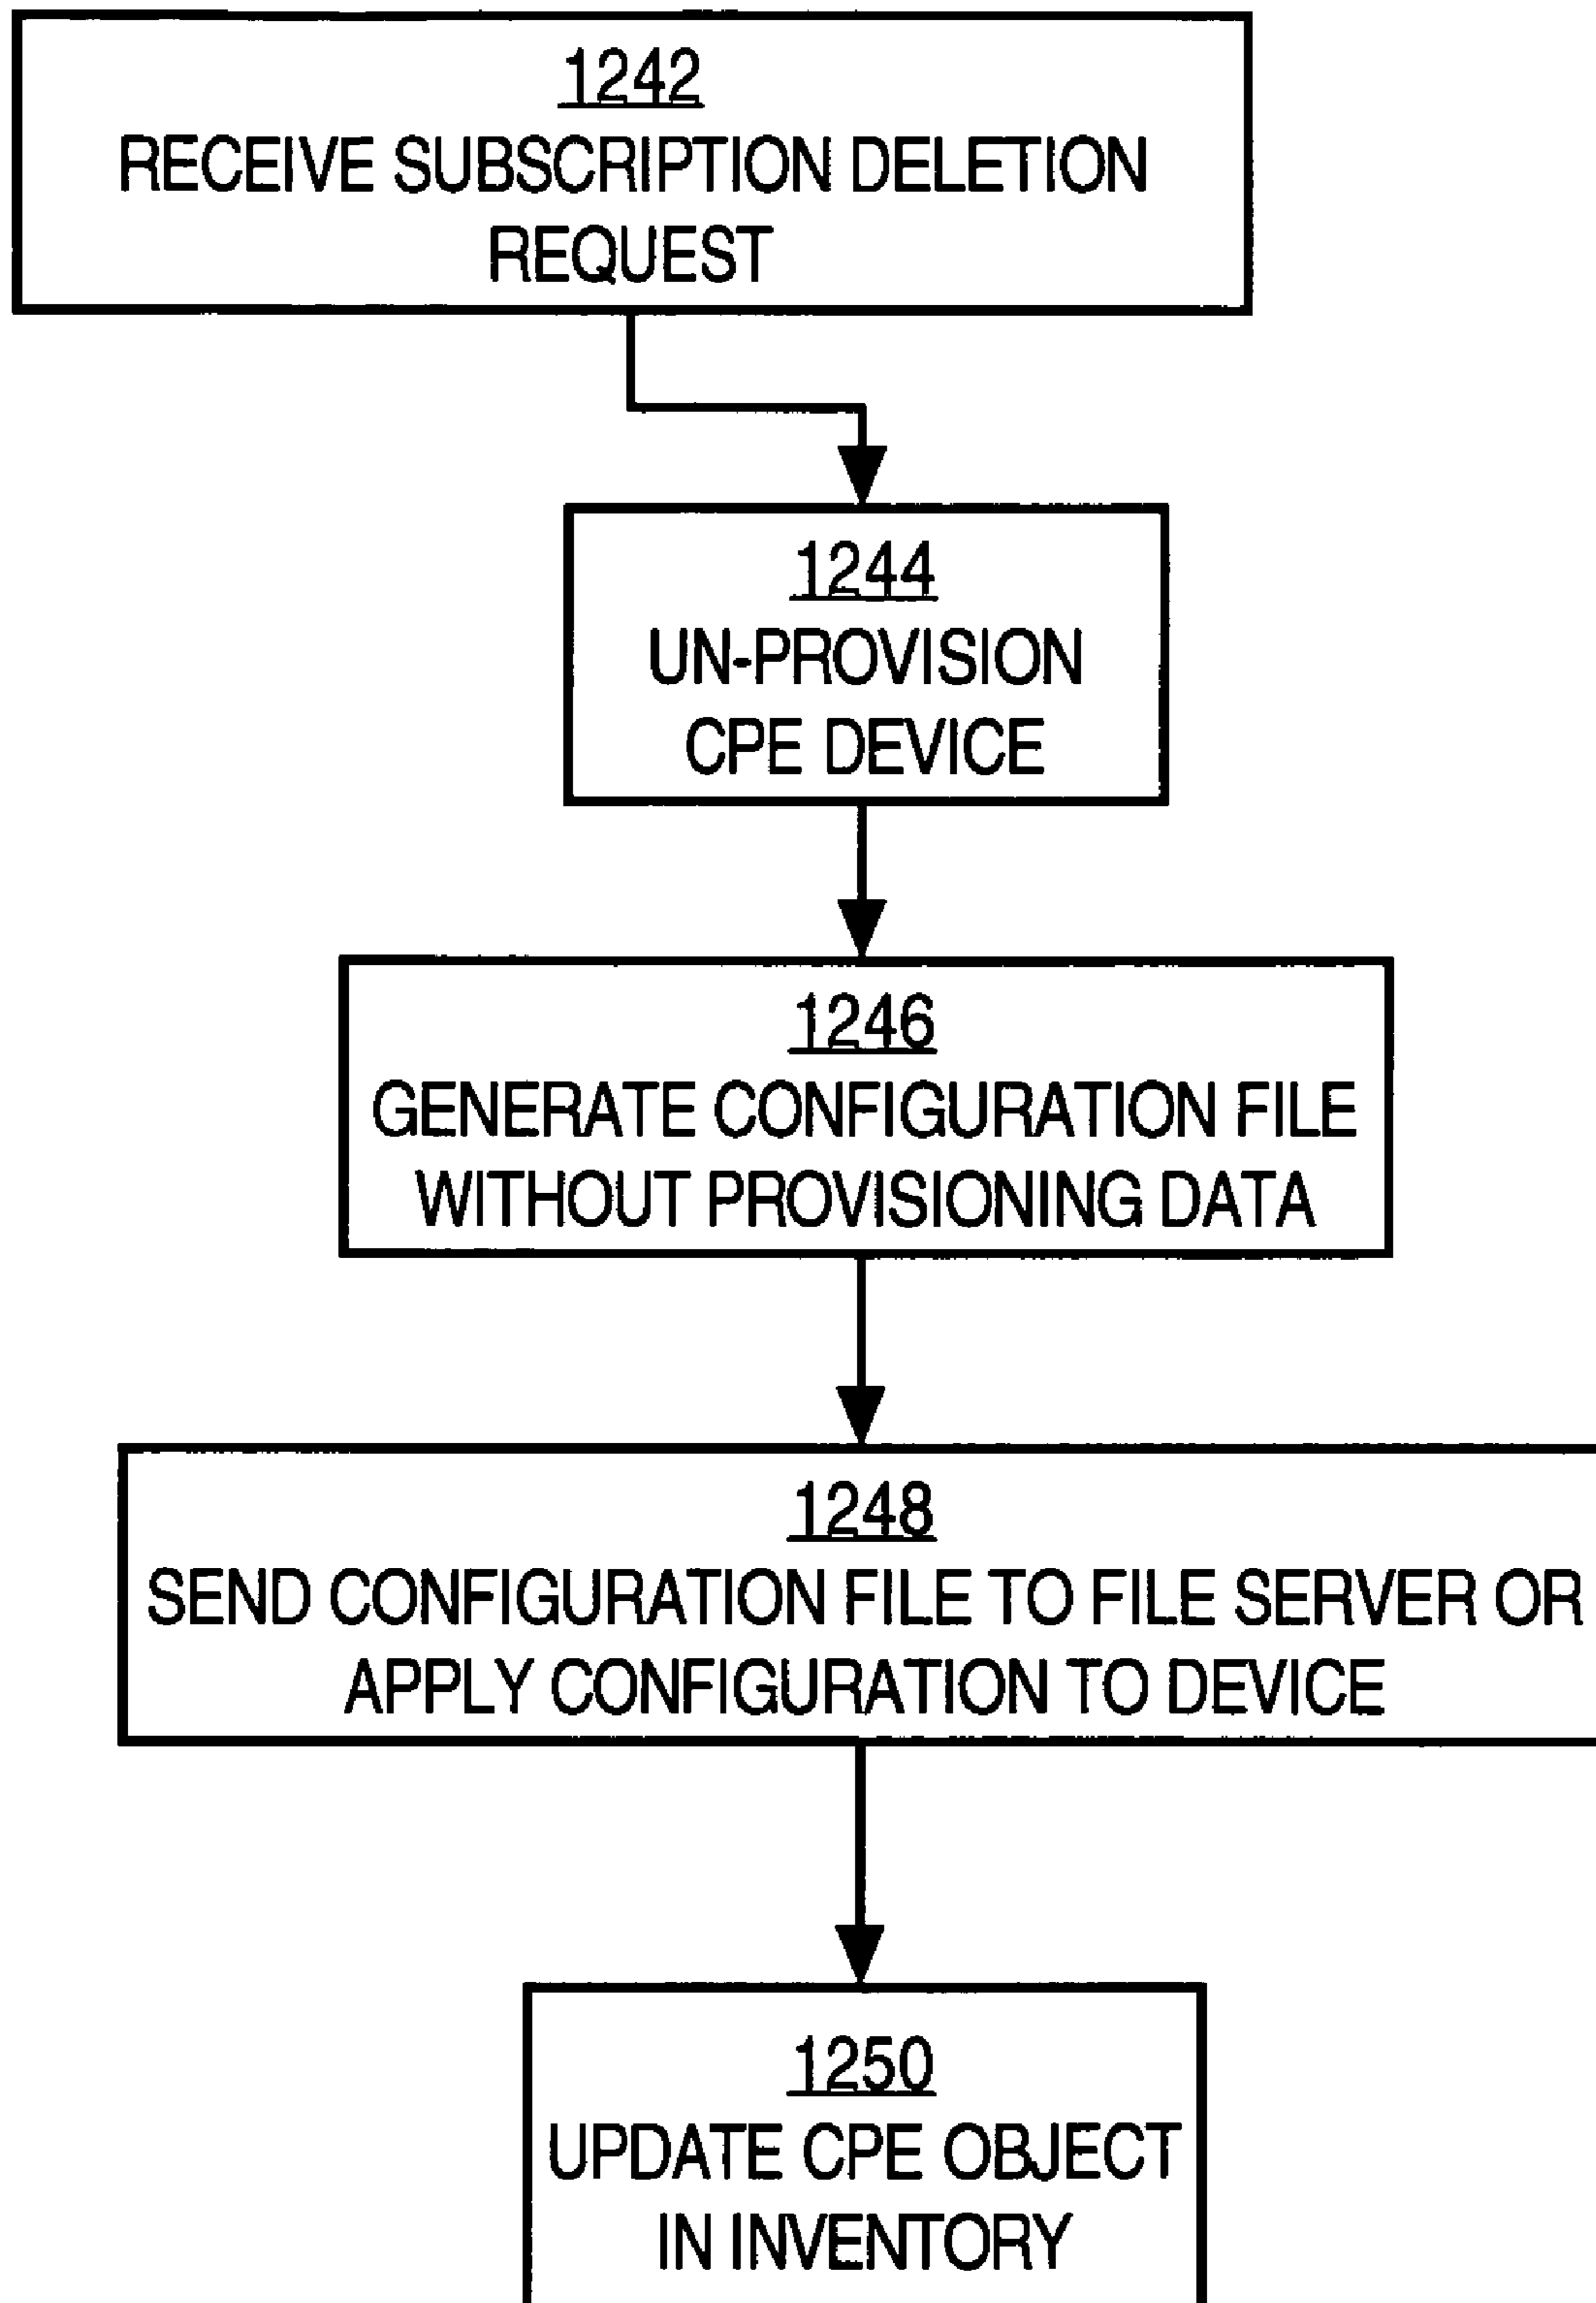 1242
RECEIVE SUBSCRIPTION DELETION
REQUEST
1244
UN-PROVISION
CPE DEVICE
1246
GENERATE CONFIGURATION FILE
WITHOUT PROVISIONING DATA
1248
SEND CONFIGURATION FILE TO FILE SERVER OR
APPLY CONFIGURATION TO DEVICE
1250
UPDATE CPE OBJECT
IN INVENTORY